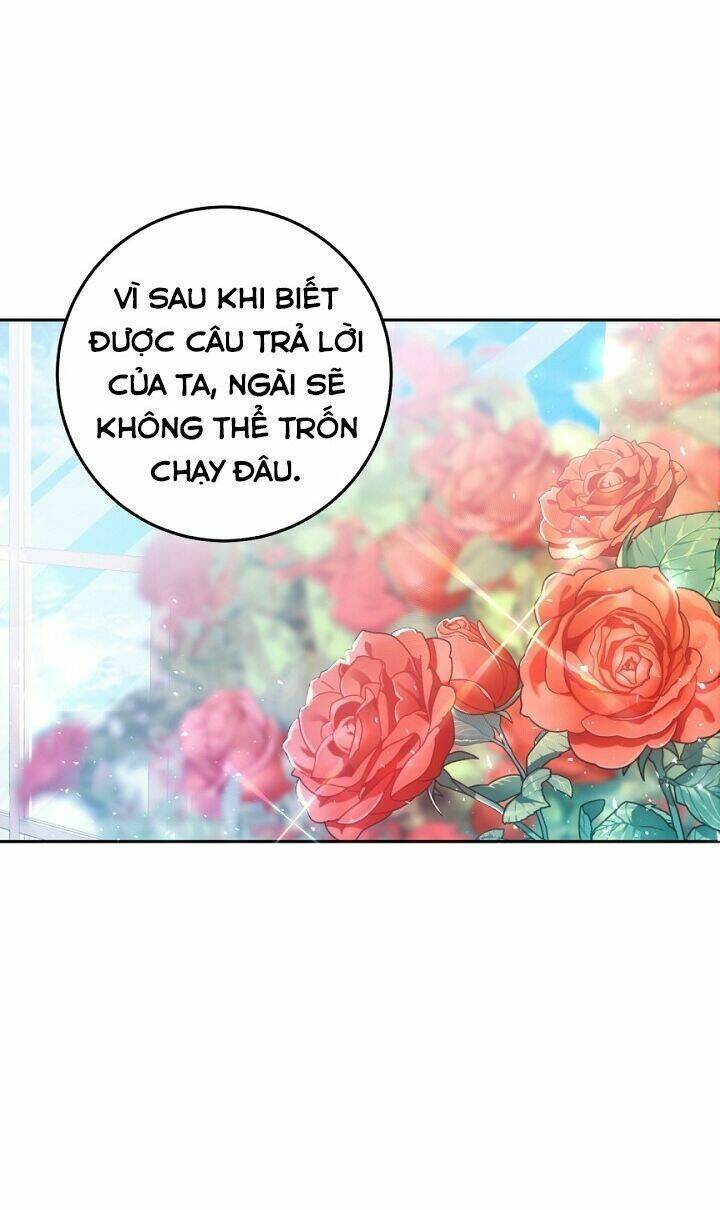 VÌ SAU KHI BIẾT
ĐƯỢC CÂU TRẢ LỜI
CỦA TA, NGÀI SẼ
KHÔNG THỂ TRỐN
CHẠY ĐÂU.